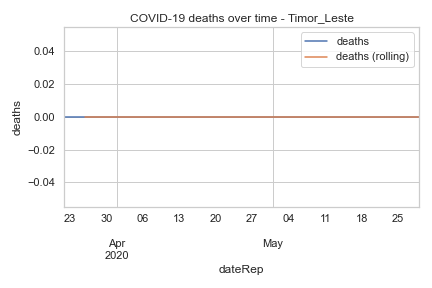 COVID-19 deaths over time - Timor_Leste
deaths
deaths (rolling)
deaths
0.04
0.02
0.00
−0.02
−0.04
23 30 06 13 20 27 04 11 18 25
Apr May
2020
dateRep